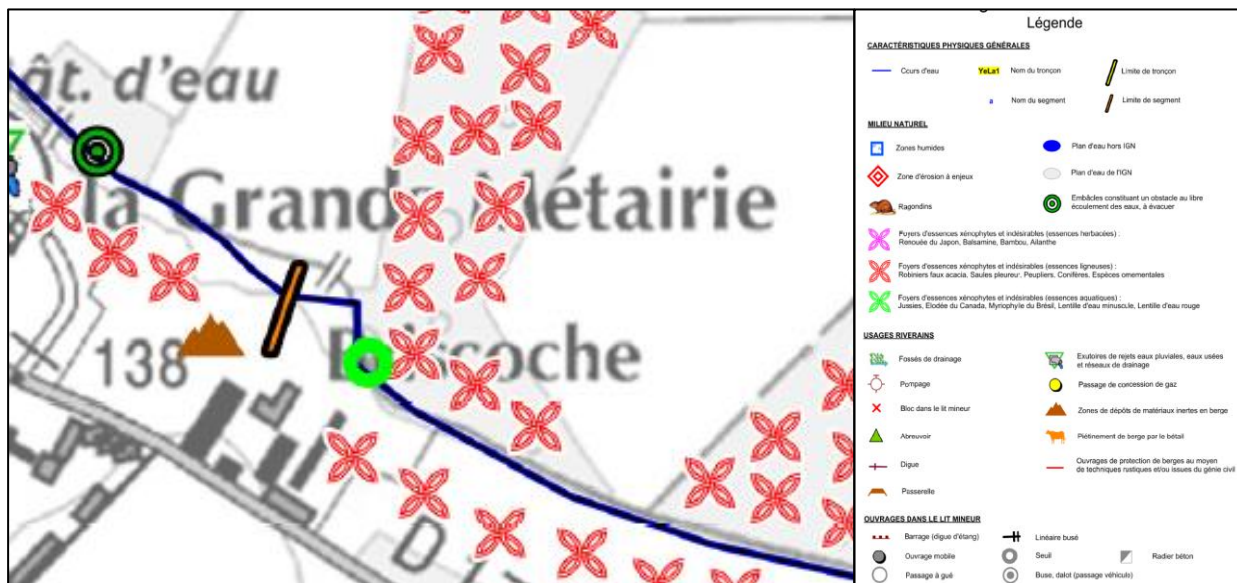 ât. d'eau
7
la Grande Métairie
138
Légende
CARACTÉRISTIQUES PHYSIQUES GÉNÉRALES
Cours d'eau
YeLa1 Nom du tronçon
Limite de tronçon
a Nom du segment
Limite de segment
MILIEU NATUREL
Zones humides
Plan d'eau hors IGN
Zone d'érosion à enjeux
Plan d'eau de l'IGN
Ragondins
Embâcles constituant un obstacle au libre
écoulement des eaux, à évacuer
Foyers d'essences xénophytes et indésirables (essences herbacées) :
Renouée du Japon, Balsamine, Bambou, Ailanthe
Foyers d'essences xénophytes et indésirables (essences ligneuses) :
Robiniers faux acacia, Saules pleureur, Peupliers, Conifères, Espèces ornementales
Foyers d'essences xénophytes et indésirables (essences aquatiques) :
Jussies, Elodée du Canada, Myriophyle du Brésil, Lentille d'eau minuscule, Lentille d'eau rouge
USAGES RIVERAINS
Fossés de drainage
Exutoires de rejets eaux pluviales, eaux usées
et réseaux de drainage
Pompage
Passage de concession de gaz
Bloc dans le lit mineur
Zones de dépôts de matériaux inertes en berge
Abreuvoir
Piétinement de berge par le bétail
Digue
Ouvrages de protection de berges au moyen
de techniques rustiques et/ou issues du génie civil
Passerelle
OUVRAGES DANS LE LIT MINEUR
Barrage (digue d'étang)
Linéaire busé
Ouvrage mobile
Seuil
Radier béton
Passage à gué
Buse, dalot (passage véhicule)